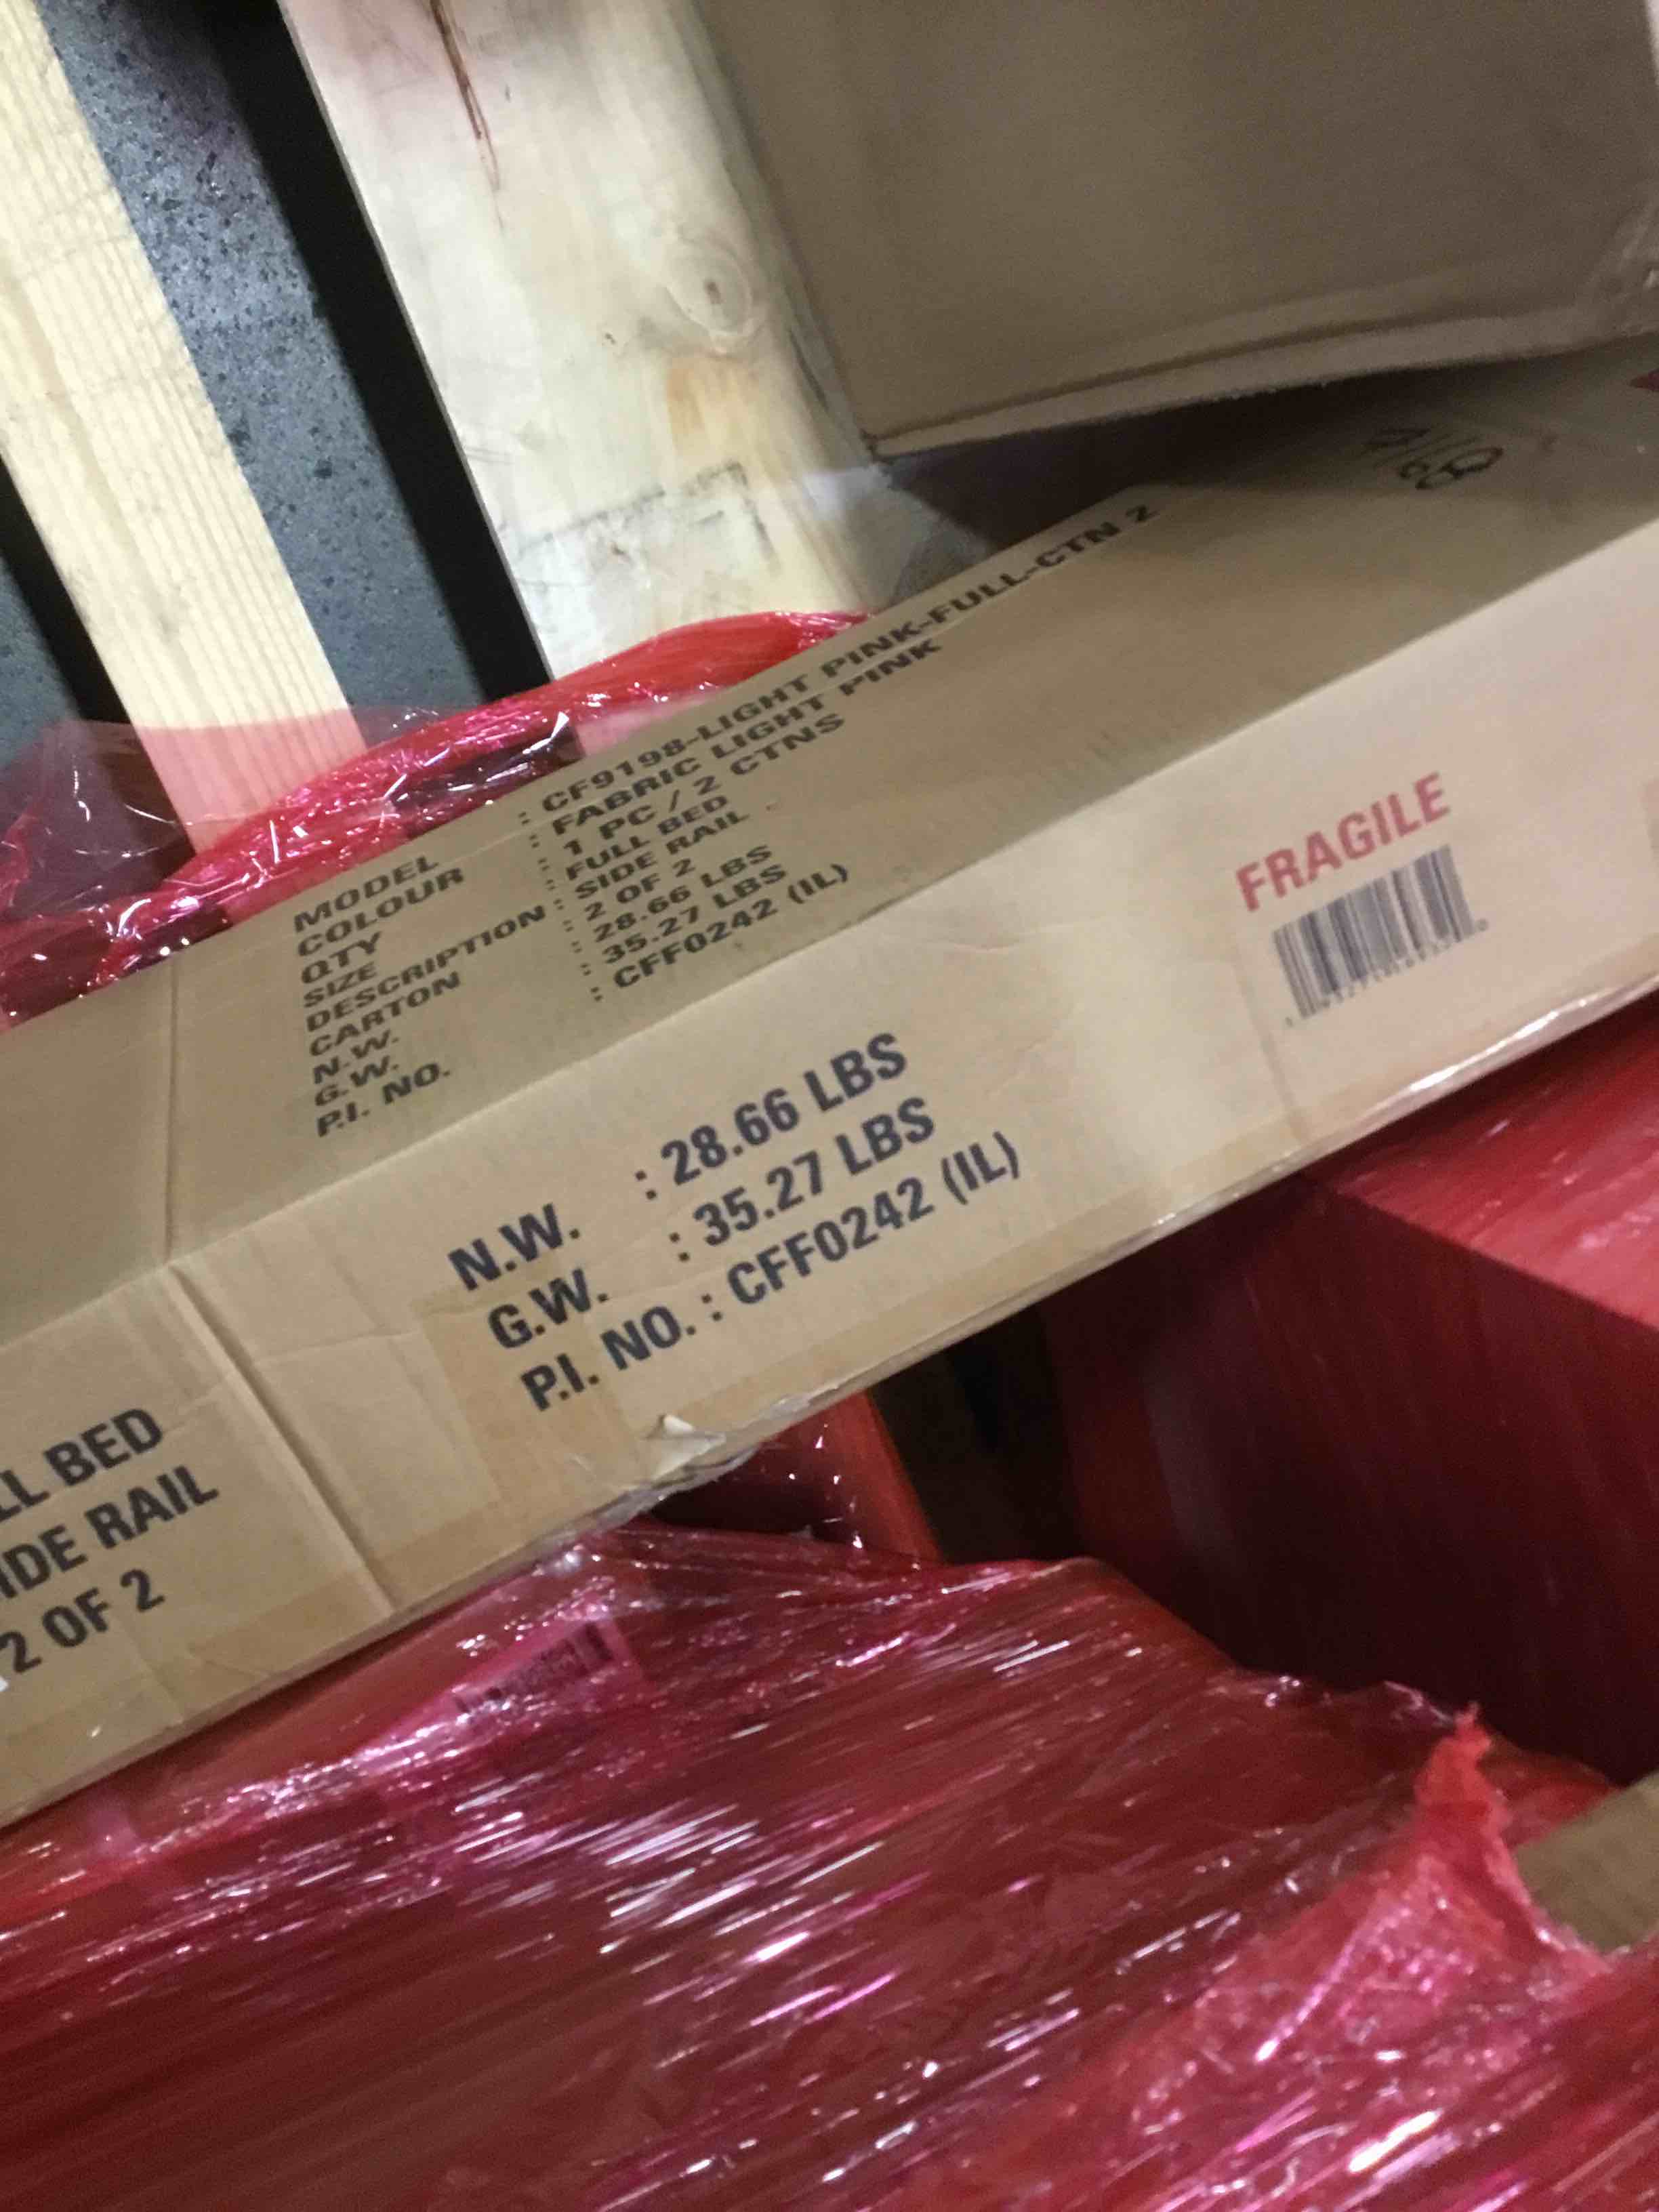 MODEL : CF9198-LIGHT PINK-FULL-CTN 2
COLOUR : FABRIC LIGHT PINK
QTY : 1 PC / 2 CTNS
SIZE : FULL BED
DESCRIPTION : SIDE RAIL
CARTON : 2 OF 2
N.W. : 28.66 LBS
G.W. : 35.27 LBS
P.I. NO. : CFF0242 (IL)
FRAGILE
N.W. : 28.66 LBS
G.W. : 35.27 LBS
P.I. NO. : CFF0242 (IL)
LL BED
IDE RAIL
2 OF 2